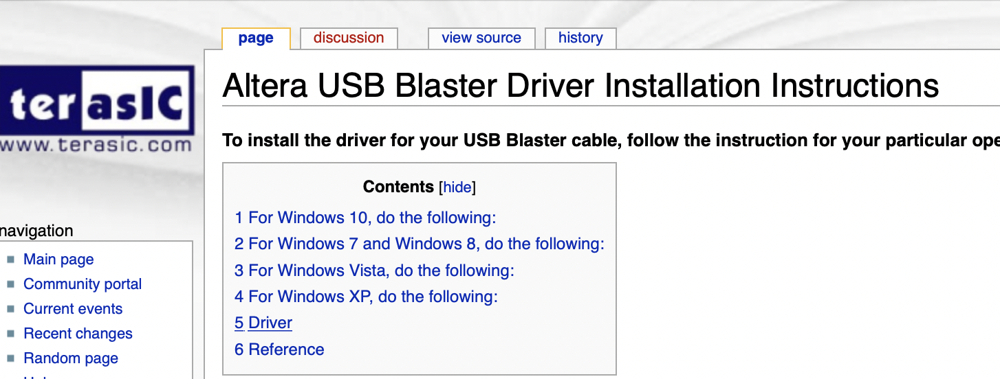 page
discussion
view source
history
terasIC
www.terasic.com
Altera USB Blaster Driver Installation Instructions
To install the driver for your USB Blaster cable, follow the instruction for your particular ope
Contents [hide]
1 For Windows 10, do the following:
2 For Windows 7 and Windows 8, do the following:
3 For Windows Vista, do the following:
4 For Windows XP, do the following:
5 Driver
6 Reference
navigation
Main page
Community portal
Current events
Recent changes
Random page